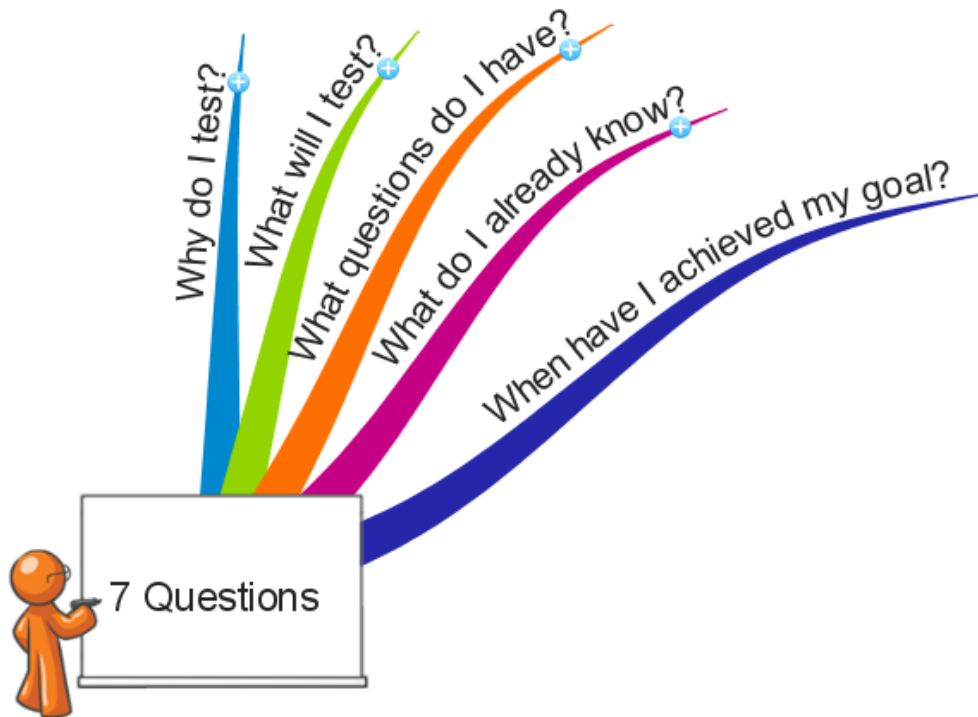 Why do I test?
What will I test?
What questions do I have?
What do I already know?
When have I achieved my goal?
7 Questions